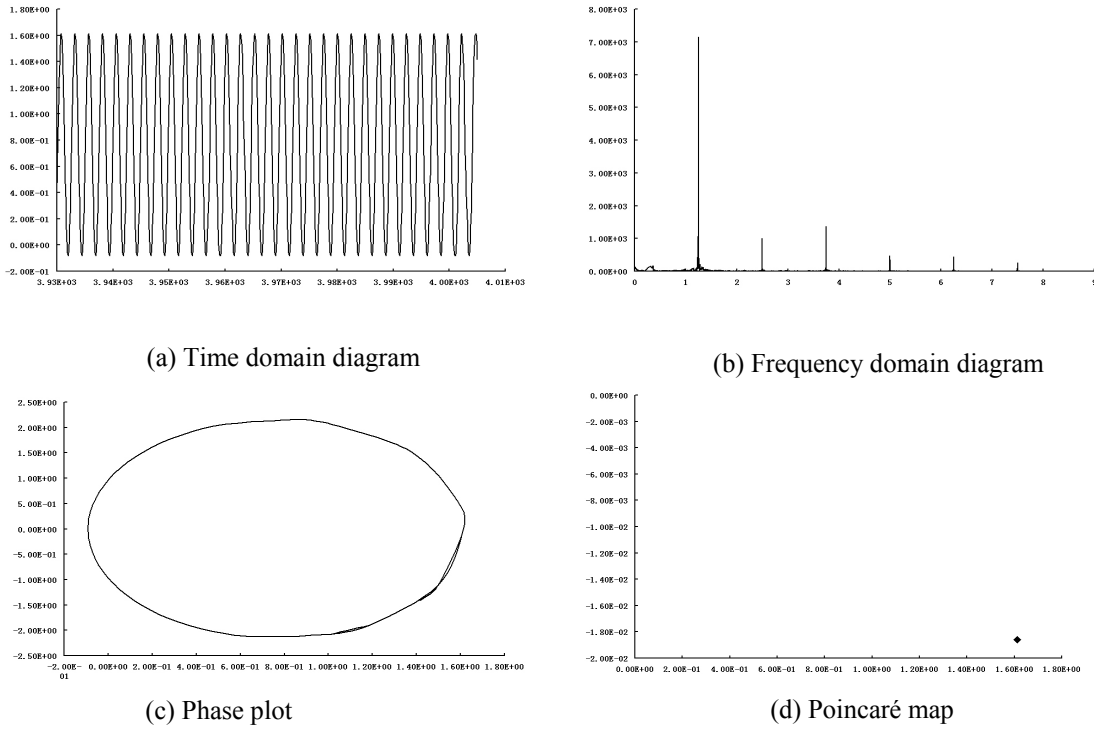 1.80E+00
1.60E+00
1.40E+00
1.20E+00
1.00E+00
8.00E-01
6.00E-01
4.00E-01
2.00E-01
0.00E+00
-2.00E-01
3.93E+03 3.94E+03 3.95E+03 3.96E+03 3.97E+03 3.98E+03 3.99E+03 4.00E+03 4.01E+03
(a) Time domain diagram
8.00E+03
7.00E+03
6.00E+03
5.00E+03
4.00E+03
3.00E+03
2.00E+03
1.00E+03
0.00E+00
0 1 2 3 4 5 6 7 8 9
(b) Frequency domain diagram
2.50E+00
2.00E+00
1.50E+00
1.00E+00
5.00E-01
0.00E+00
-5.00E-01
-1.00E+00
-1.50E+00
-2.00E+00
-2.50E+00
-2.00E- 0.00E+00 2.00E-01 4.00E-01 6.00E-01 8.00E-01 1.00E+00 1.20E+00 1.40E+00 1.60E+00 1.80E+00
01
(c) Phase plot
0.00E+00
-2.00E-03
-4.00E-03
-6.00E-03
-8.00E-03
-1.00E-02
-1.20E-02
-1.40E-02
-1.60E-02
-1.80E-02
-2.00E-02
0.00E+00 2.00E-01 4.00E-01 6.00E-01 8.00E-01 1.00E+00 1.20E+00 1.40E+00 1.60E+00 1.80E+00
(d) Poincaré map